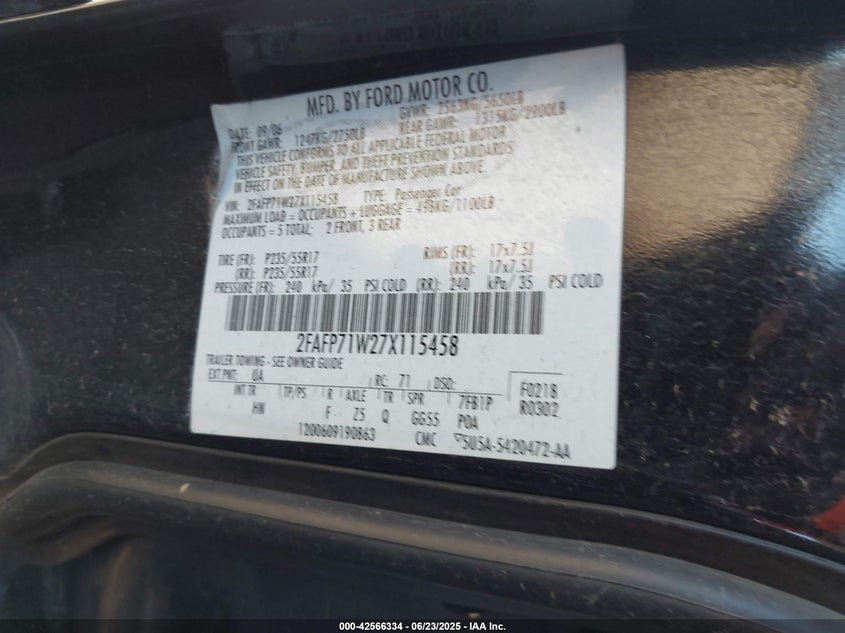 MFD. BY FORD MOTOR CO.
DATE: 09/06 GVWR: 2563KG/5650LB
FRONT GAWR: 1247KG/2750LB REAR GAWR: 1315KG/2900LB
THIS VEHICLE CONFORMS TO ALL APPLICABLE FEDERAL MOTOR
VEHICLE SAFETY, BUMPER, AND THEFT PREVENTION STANDARDS
IN EFFECT ON THE DATE OF MANUFACTURE SHOWN ABOVE.
VIN: 2FAFP71W27X115458 TYPE: Passenger Car
MAXIMUM LOAD = OCCUPANTS + LUGGAGE = 498KG/1100LB
OCCUPANTS = 5 TOTAL; 2 FRONT, 3 REAR
TIRE (FR): P235/55R17 RIMS (FR): 17x7.5J
(RR): P235/55R17 (RR): 17x7.5J
PRESSURE (FR): 240 kPa/ 35 PSI COLD (RR): 240 kPa/ 35 PSI COLD
2FAFP71W27X115458
TRAILER TOWING - SEE OWNER GUIDE
EXT PNT: UA RC: 71 DSO: F0218
INT TR TP/PS R AXLE TR SPR 7FB1P R0302
HN F Z5 Q GG55 POA
1200609190863 CMC 5U5A-5420472-AA
000-42566334 / 06/23/2025 - IAA Inc.